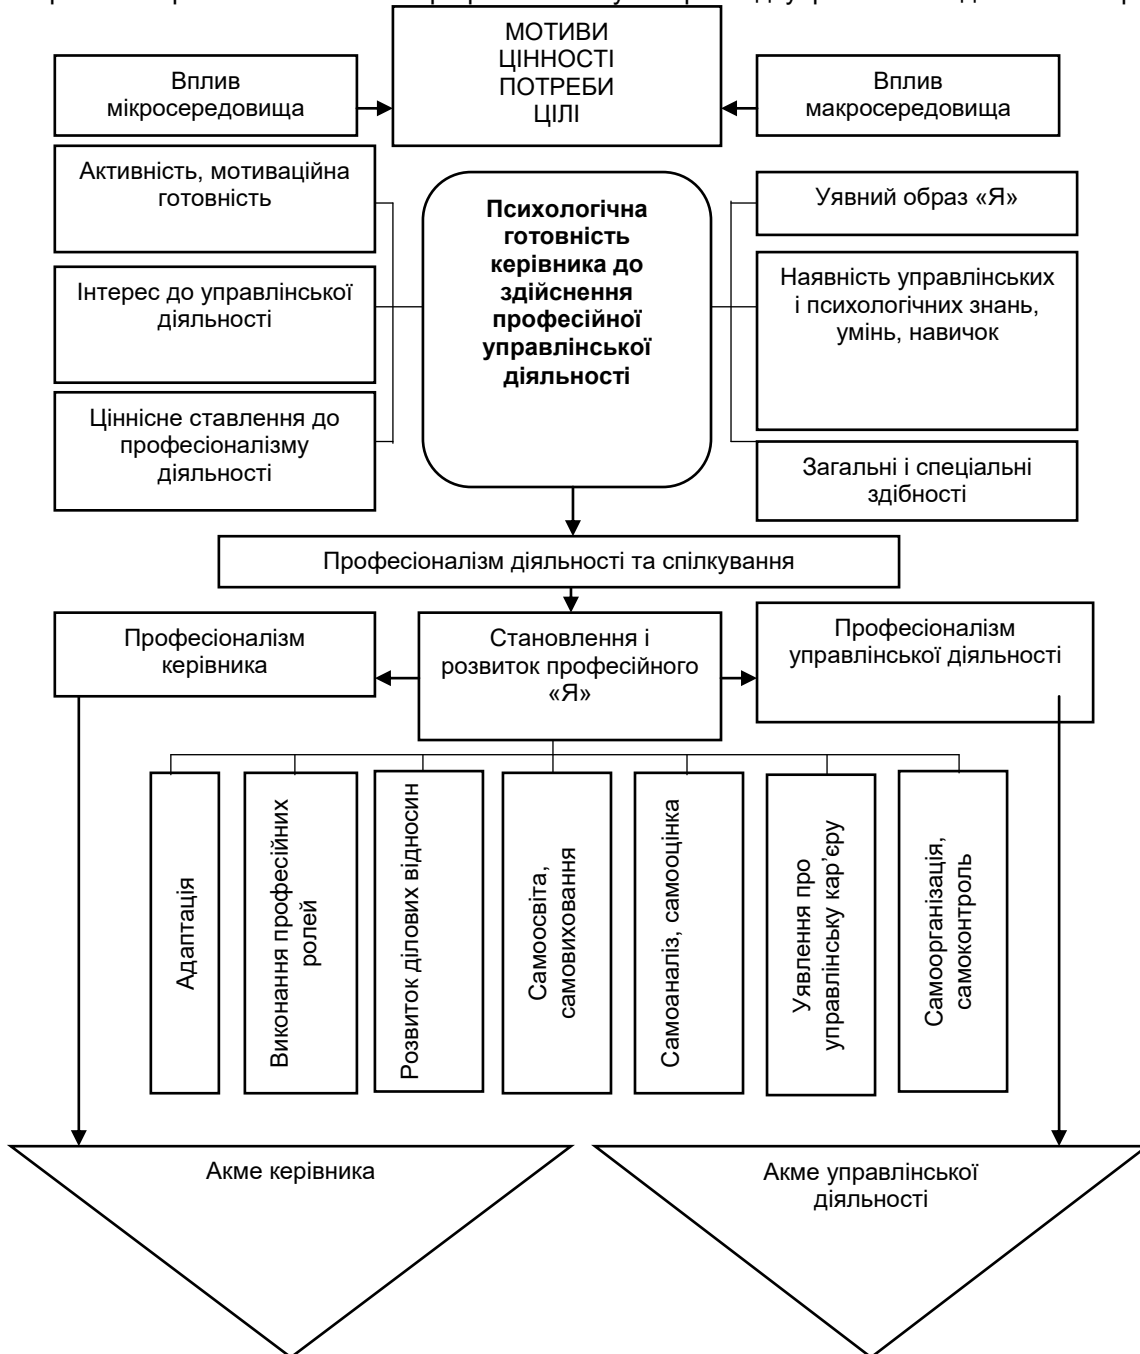 МОТИВИ
ЦІННОСТІ
ПОТРЕБИ
ЦІЛІ
Вплив
мікросередовища
Вплив
макросередовища
Активність, мотиваційна
готовність
Інтерес до управлінської
діяльності
Ціннісне ставлення до
професіоналізму
діяльності
Психологічна
готовність
керівника до
здійснення
професійної
управлінської
діяльності
Уявний образ «Я»
Наявність управлінських
і психологічних знань,
умінь, навичок
Загальні і спеціальні
здібності
Професіоналізм діяльності та спілкування
Професіоналізм
керівника
Становлення і
розвиток професійного
«Я»
Професіоналізм
управлінської діяльності
Адаптація
Виконання професійних
ролей
Розвиток ділових відносин
Самоосвіта,
самовиховання
Самоаналіз, самооцінка
Уявлення про
управлінську кар’єру
Самоорганізація,
самоконтроль
Акме керівника
Акме управлінської
діяльності